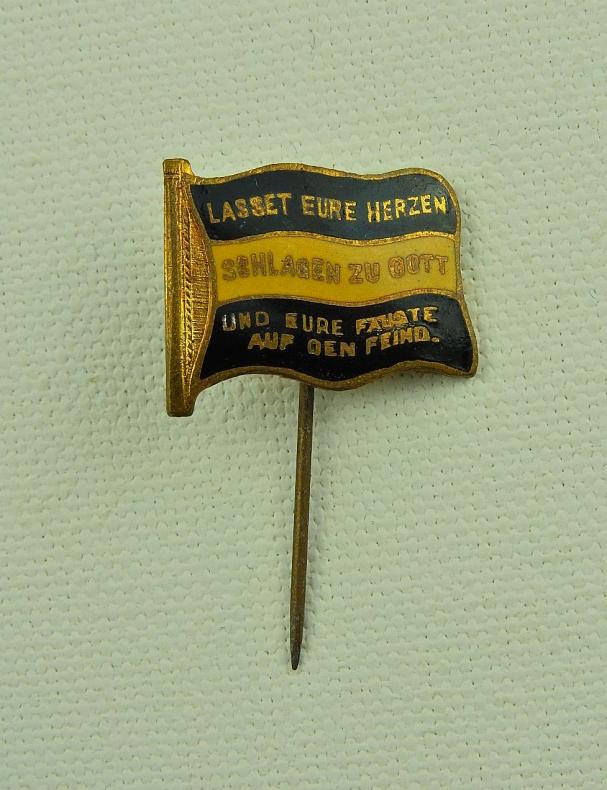 LASSET EURE HERZEN
SCHLAGEN ZU GOTT
UND EURE FÄUSTE
AUF DEN FEIND.